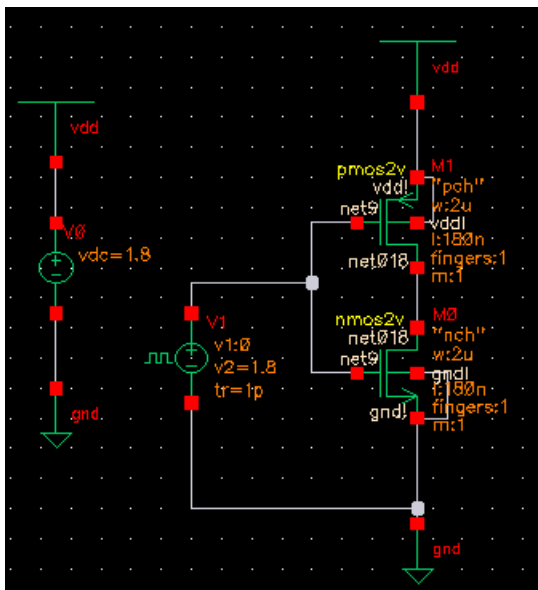 vdd
V0
vdc=1.8
gnd
V1
v1:0
v2=1.8
tr=1p
vdd
pmos2v
M1
vdd!
"pch"
net9
w:2u
vdd!
l:180n
net018
fingers:1
m:1
nmos2v
M0
net018
"nch"
net9
w:2u
gnd!
l:180n
gnd!
fingers:1
m:1
gnd